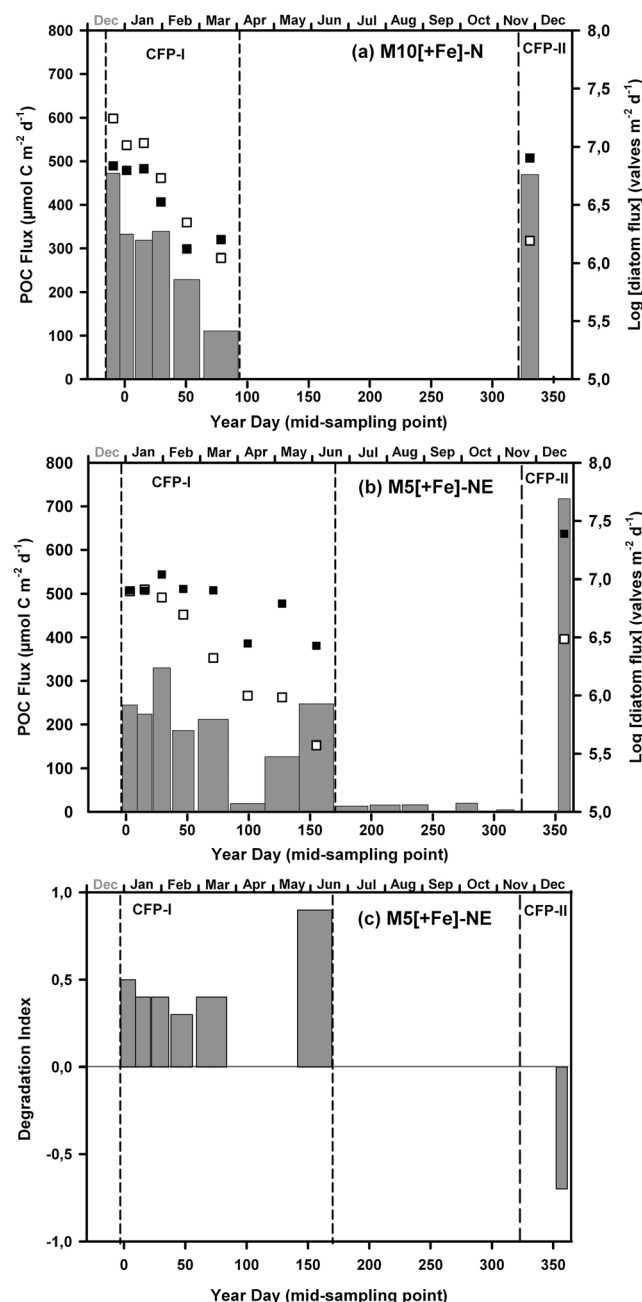 Dec Jan Feb Mar Apr May Jun Jul Aug Sep Oct Nov Dec
800 8,0
CFP-I (a) M10[+Fe]-N CFP-II
700 7,5
600
500 7,0
400 6,5
300 6,0
200
100 5,5
0 5,0
POC Flux (μmol C m⁻² d⁻¹)
Log [diatom flux] (valves m⁻² d⁻¹)
0 50 100 150 200 250 300 350
Year Day (mid-sampling point)
Dec Jan Feb Mar Apr May Jun Jul Aug Sep Oct Nov Dec
800 8,0
CFP-I (b) M5[+Fe]-NE CFP-II
700 7,5
600
500 7,0
400 6,5
300 6,0
200
100 5,5
0 5,0
POC Flux (μmol C m⁻² d⁻¹)
Log [diatom flux] (valves m⁻² d⁻¹)
0 50 100 150 200 250 300 350
Year Day (mid-sampling point)
Dec Jan Feb Mar Apr May Jun Jul Aug Sep Oct Nov Dec
1,0
CFP-I (c) M5[+Fe]-NE CFP-II
0,5
0,0
-0,5
-1,0
Degradation Index
0 50 100 150 200 250 300 350
Year Day (mid-sampling point)